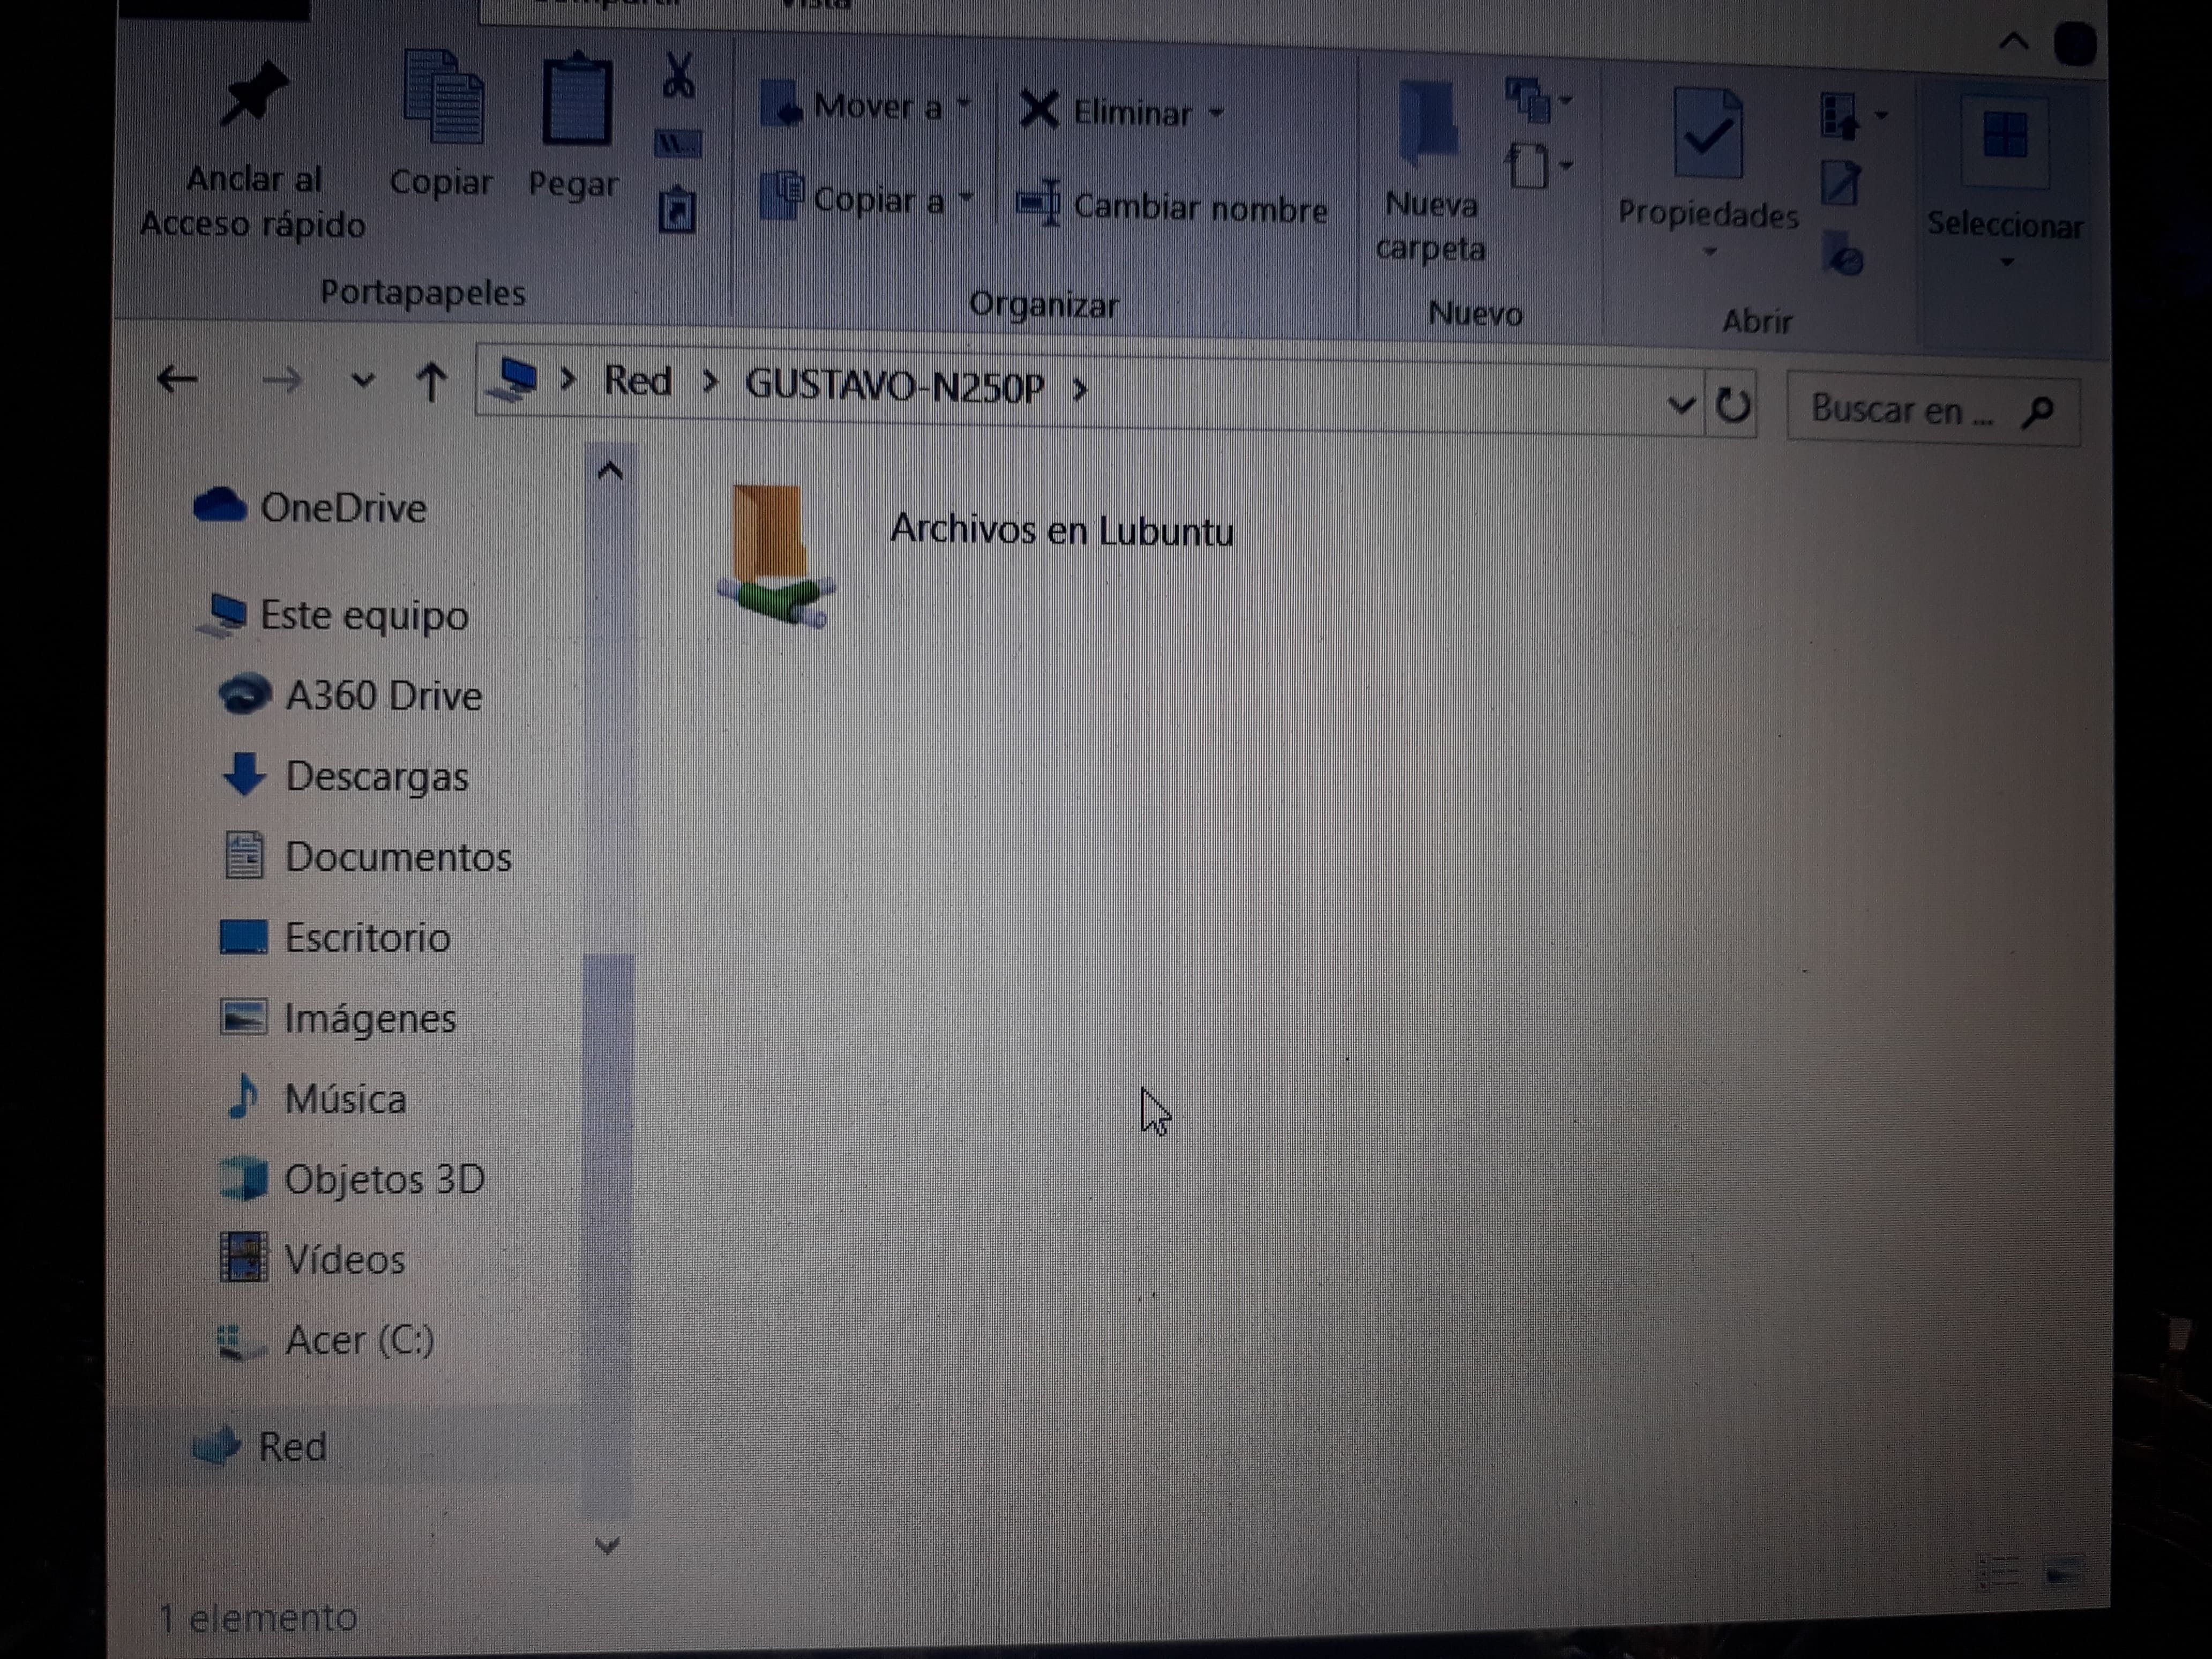 Vista
Anclar al
Acceso rápido
Copiar
Pegar
Portapapeles
Mover a
Copiar a
Eliminar
Cambiar nombre
Organizar
Nueva
carpeta
Nuevo
Propiedades
Abrir
Seleccionar
Red
GUSTAVO-N250P
Buscar en ...
OneDrive
Este equipo
A360 Drive
Descargas
Documentos
Escritorio
Imágenes
Música
Objetos 3D
Vídeos
Acer (C:)
Red
Archivos en Lubuntu
1 elemento